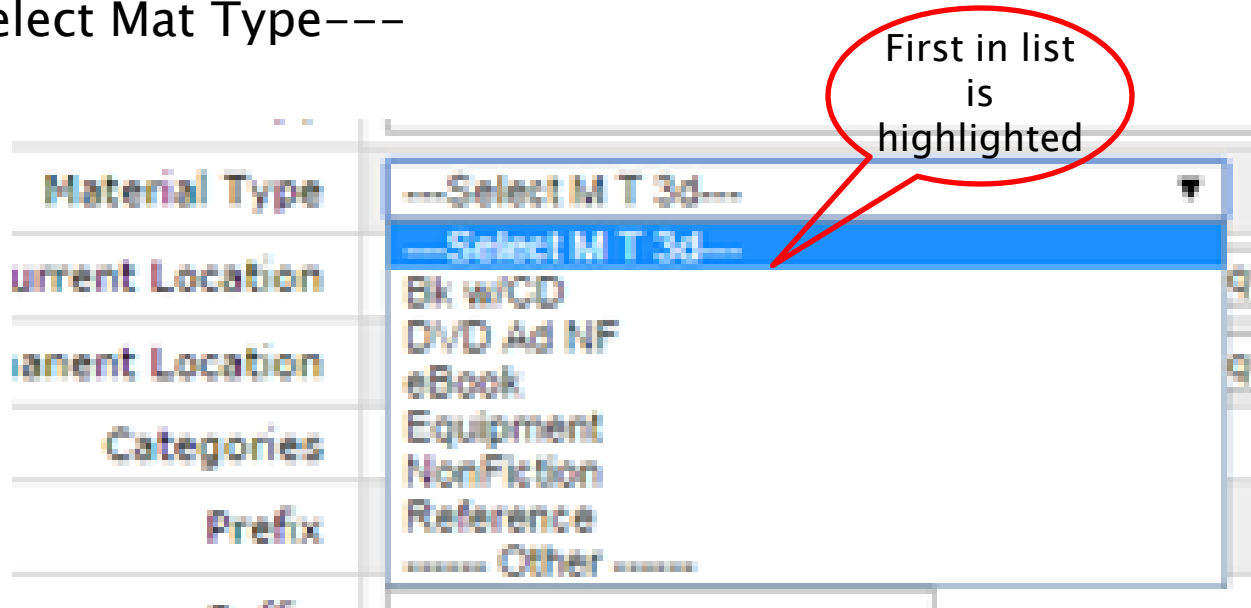 elect Mat Type---
First in list
is
highlighted
Material Type
---Select M T 3d---
---Select M T 3d---
urrent Location
Bk w/CD
DVD Ad NF
anent Location
eBook
Categories
Equipment
NonFiction
Prefix
Reference
------ Other ------